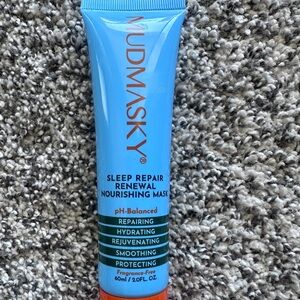 MUDMASKY®
SLEEP REPAIR
RENEWAL
NOURISHING MASK
pH-Balanced
REPAIRING
HYDRATING
REJUVENATING
SMOOTHING
PROTECTING
Fragrance-Free
60ml / 2.0FL. OZ